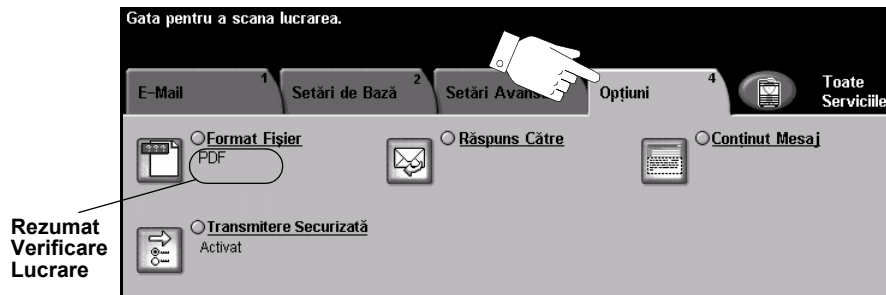 Gata pentru a scana lucrarea.
E-Mail 1
Setări de Bază 2
Setări Avans
Opțiuni 4
Toate
Serviciile
Format Fișier
PDF
Răspuns Către
Conținut Mesaj
Transmitere Securizată
Activat
Rezumat
Verificare
Lucrare